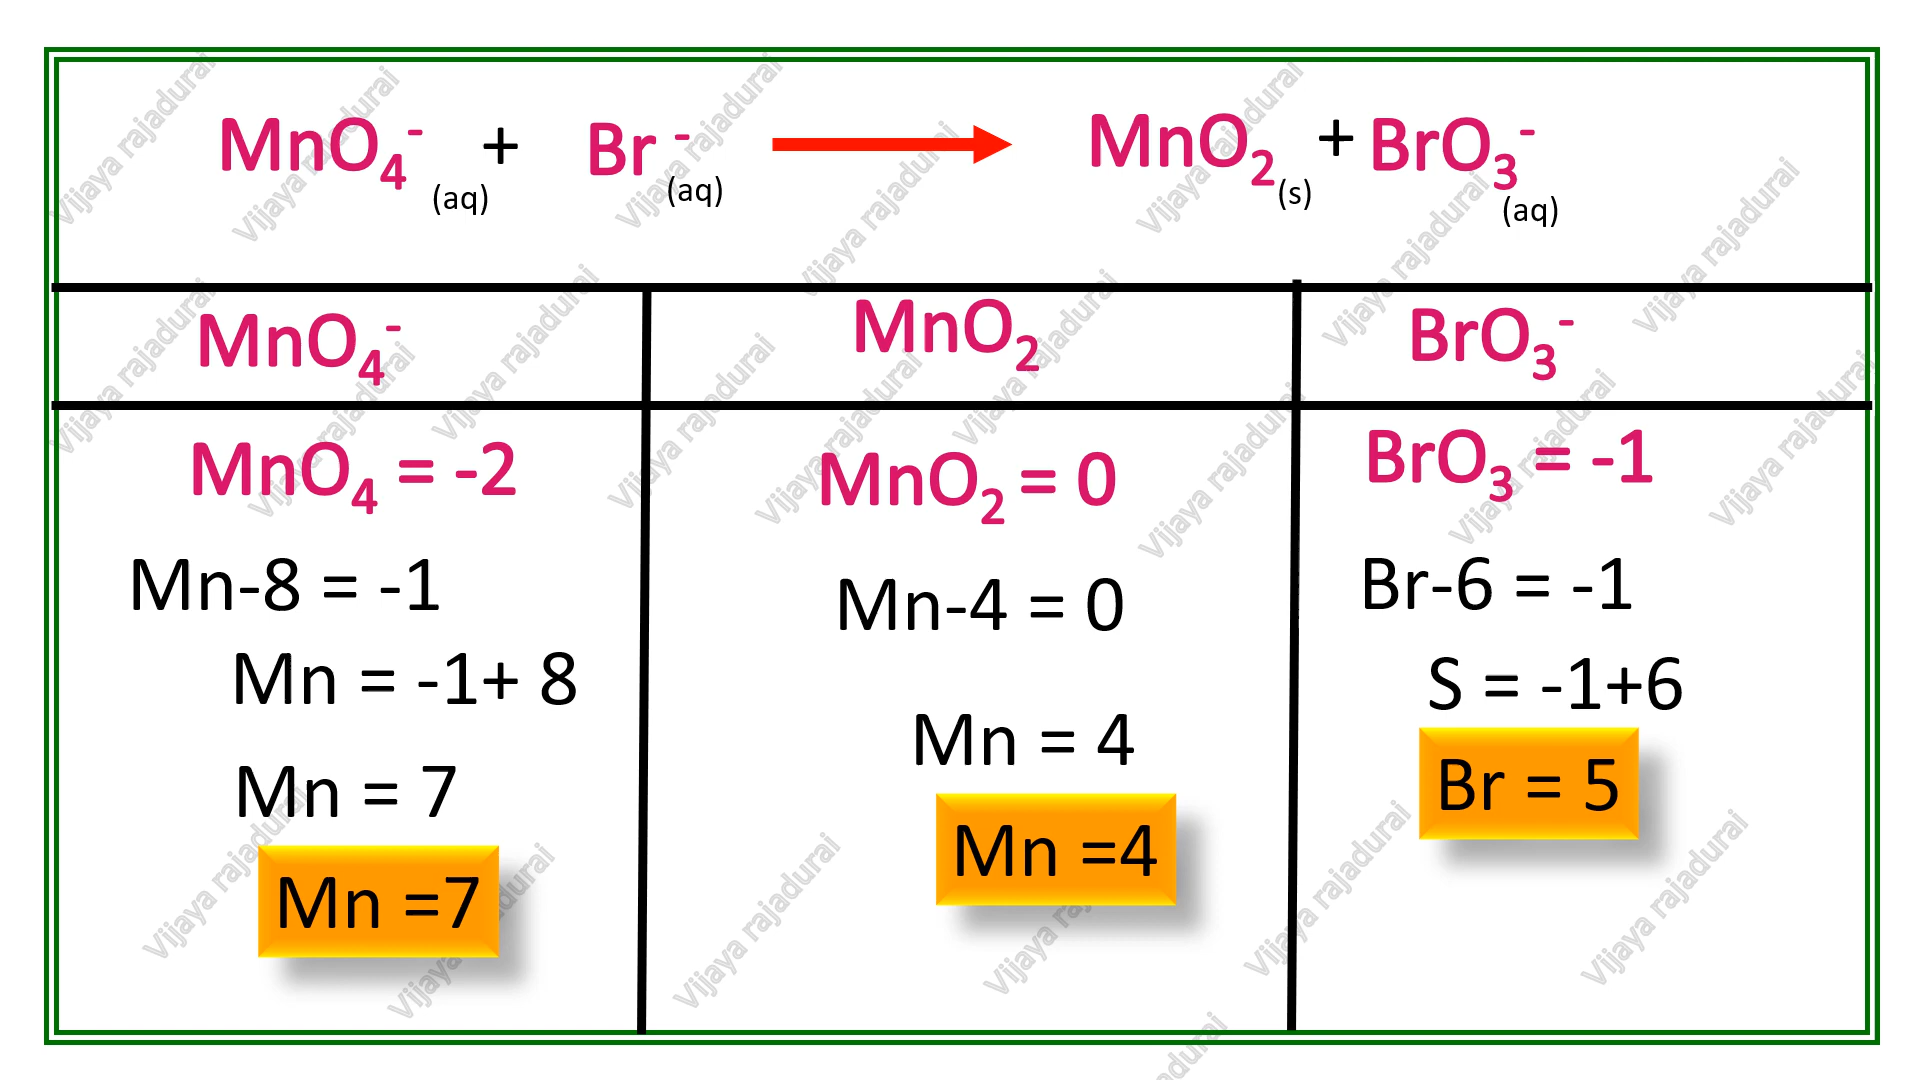 MnO₄⁻ (aq) + Br⁻ (aq) → MnO₂ (s) + BrO₃⁻ (aq)
MnO₄⁻
MnO₄ = -2
Mn-8 = -1
Mn = -1+ 8
Mn = 7
Mn =7
MnO₂
MnO₂ = 0
Mn-4 = 0
Mn = 4
Mn =4
BrO₃⁻
BrO₃ = -1
Br-6 = -1
S = -1+6
Br = 5
Vijaya rajadurai